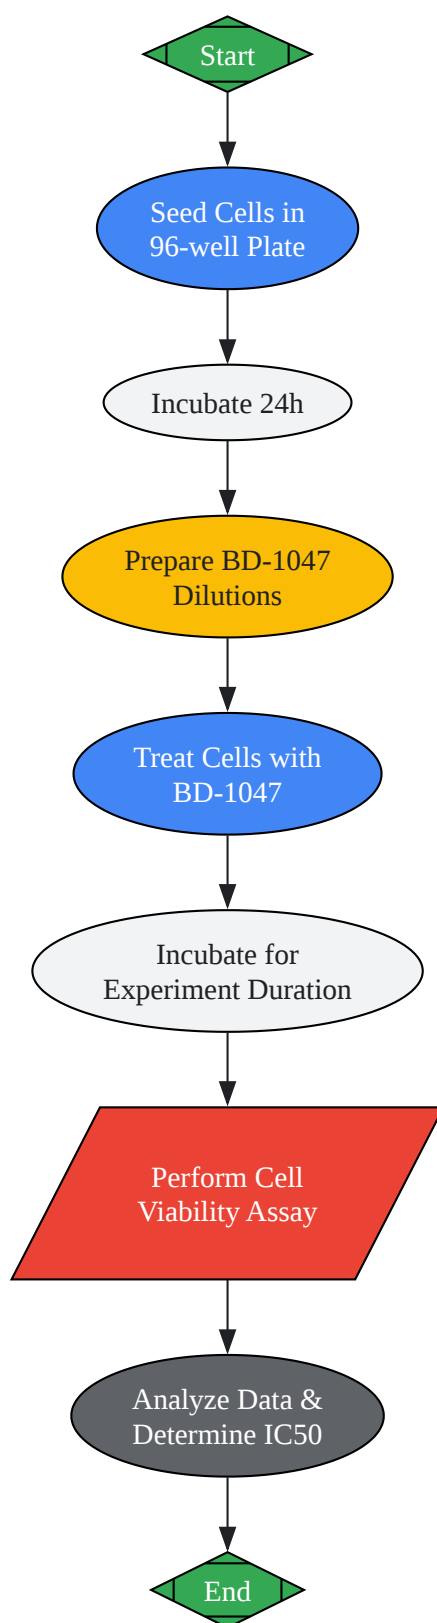 Start
Seed Cells in
96-well Plate
Incubate 24h
Prepare BD-1047
Dilutions
Treat Cells with
BD-1047
Incubate for
Experiment Duration
Perform Cell
Viability Assay
Analyze Data &
Determine IC50
End